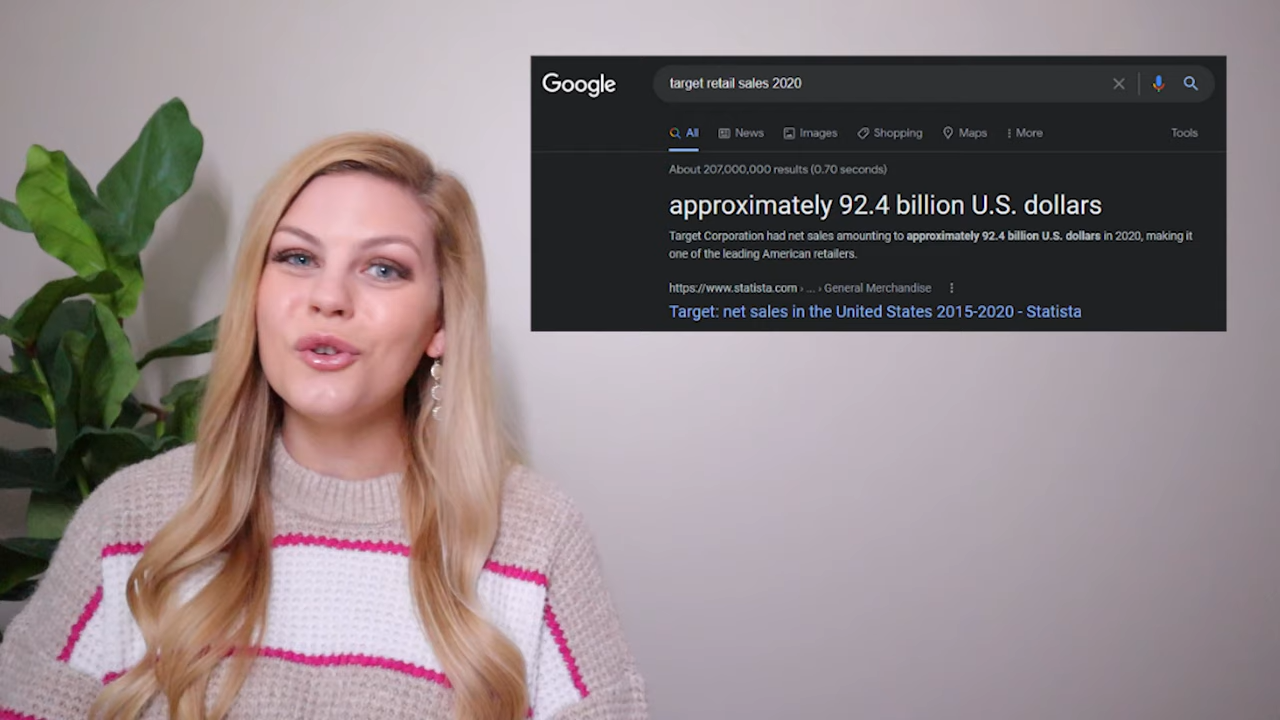 Google
target retail sales 2020
All News Images Shopping Maps More Tools
About 207,000,000 results (0.70 seconds)
approximately 92.4 billion U.S. dollars
Target Corporation had net sales amounting to approximately 92.4 billion U.S. dollars in 2020, making it
one of the leading American retailers.
https://www.statista.com › ... › General Merchandise
Target: net sales in the United States 2015-2020 - Statista